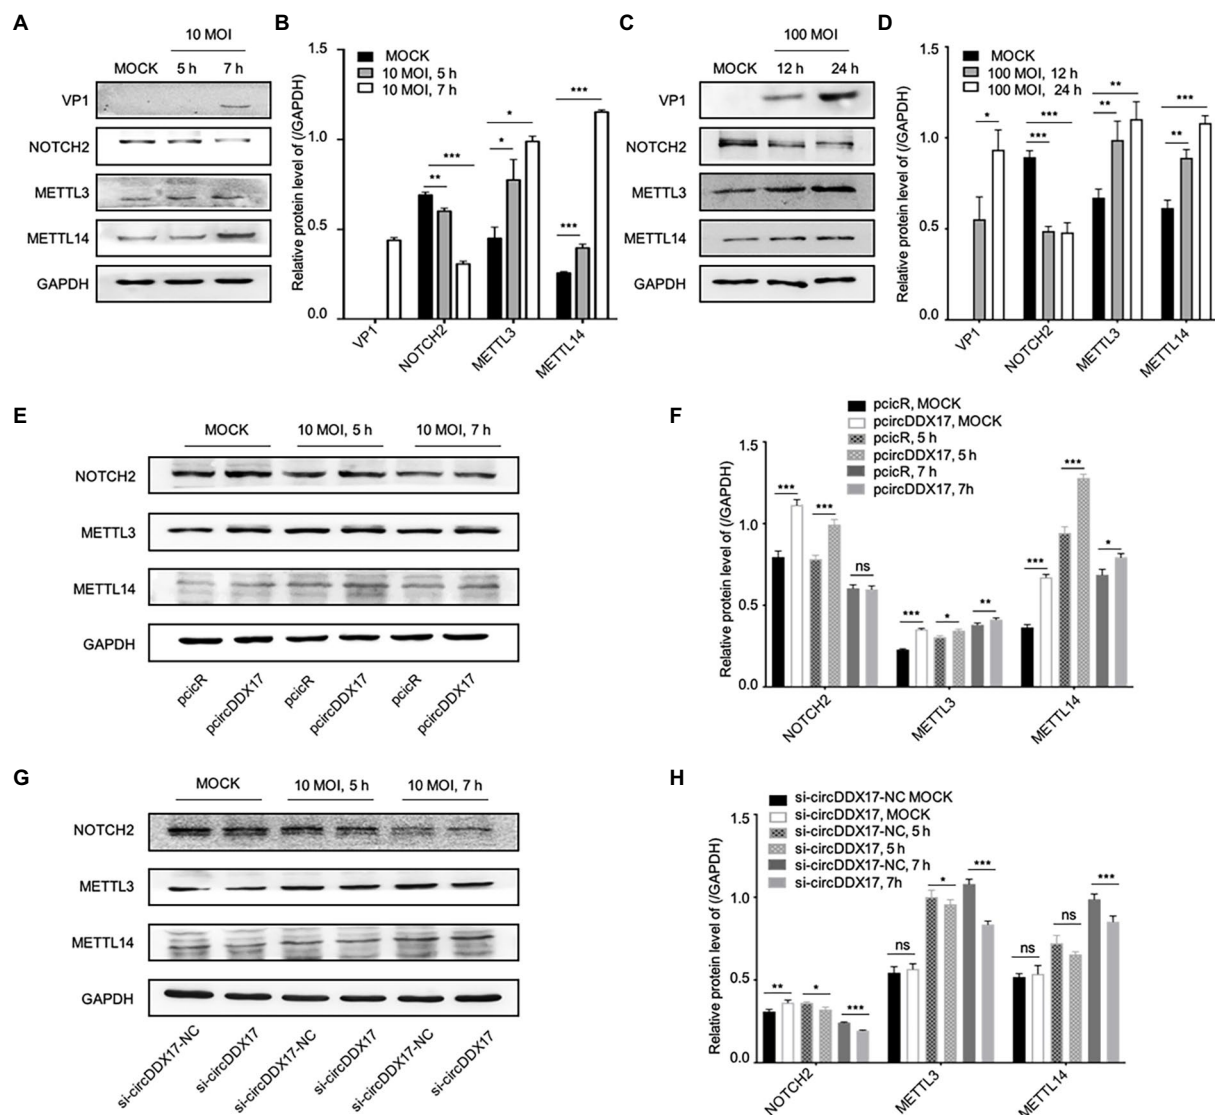 A
10 MOI
MOCK 5 h 7 h
VP1
NOTCH2
METTL3
METTL14
GAPDH
B
Relative protein level of (/GAPDH)
1.5
1.0
0.5
0.0
MOCK
10 MOI, 5 h
10 MOI, 7 h
*** ** * * *** ***
VP1 NOTCH2 METTL3 METTL14
C
100 MOI
MOCK 12 h 24 h
VP1
NOTCH2
METTL3
METTL14
GAPDH
D
Relative protein level of (/GAPDH)
1.5
1.0
0.5
0.0
MOCK
100 MOI, 12 h
100 MOI, 24 h
* *** *** ** ** *** **
VP1 NOTCH2 METTL3 METTL14
E
MOCK 10 MOI, 5 h 10 MOI, 7 h
NOTCH2
METTL3
METTL14
GAPDH
pcicR pcircDDX17 pcicR pcircDDX17 pcicR pcircDDX17
F
Relative protein level of (/GAPDH)
1.5
1.0
0.5
0.0
pcicR, MOCK
pcircDDX17, MOCK
pcicR, 5 h
pcircDDX17, 5 h
pcicR, 7 h
pcircDDX17, 7h
*** *** ns *** * ** *** *** *
NOTCH2 METTL3 METTL14
G
MOCK 10 MOI, 5 h 10 MOI, 7 h
NOTCH2
METTL3
METTL14
GAPDH
si-circDDX17-NC si-circDDX17 si-circDDX17-NC si-circDDX17 si-circDDX17-NC si-circDDX17
H
Relative protein level of (/GAPDH)
1.5
1.0
0.5
0.0
si-circDDX17-NC MOCK
si-circDDX17, MOCK
si-circDDX17-NC, 5 h
si-circDDX17, 5 h
si-circDDX17-NC, 7 h
si-circDDX17, 7h
** * *** ns * *** ns ns ***
NOTCH2 METTL3 METTL14